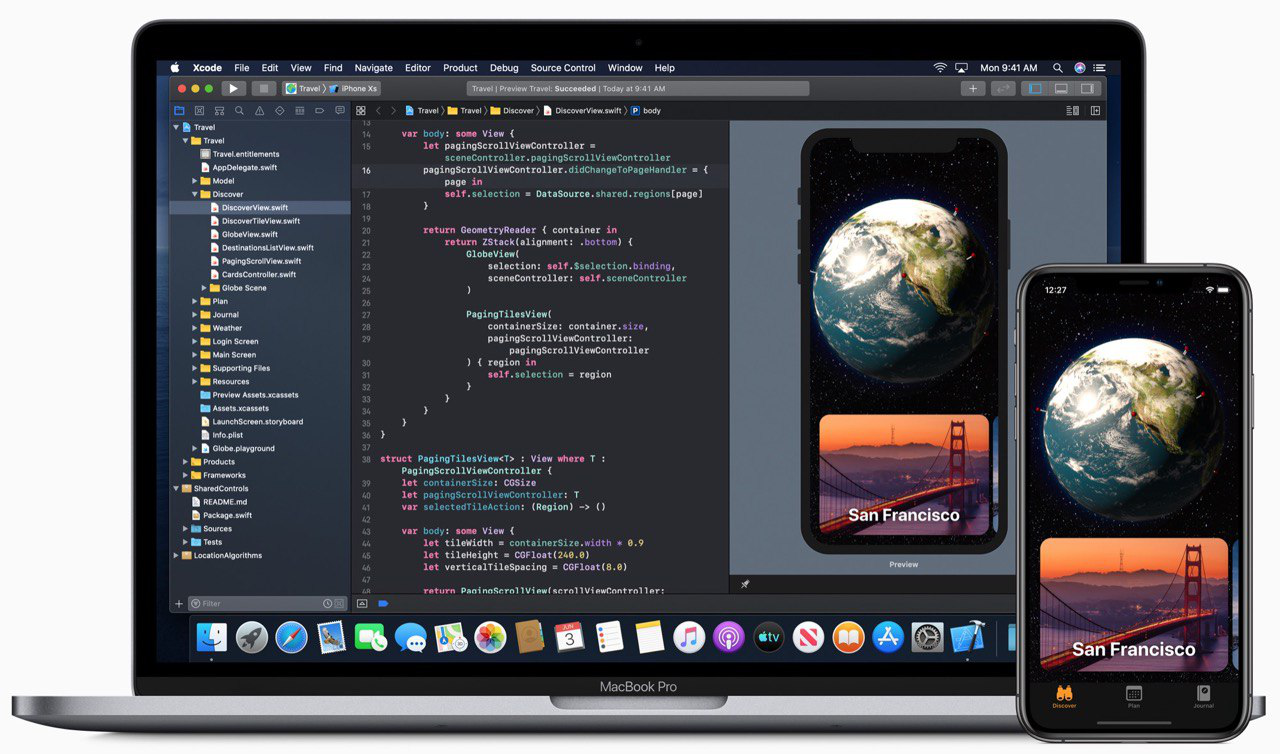 Xcode File Edit View Find Navigate Editor Product Debug Source Control Window Help Mon 9:41 AM
Travel iPhone Xs
Travel | Preview Travel: Succeeded | Today at 9:41 AM
Travel Travel Discover DiscoverView.swift P body
Travel
Travel
Travel.entitlements
AppDelegate.swift
Model
Discover
DiscoverView.swift
DiscoverTileView.swift
GlobeView.swift
DestinationsListView.swift
PagingScrollView.swift
CardsController.swift
Globe Scene
Plan
Journal
Weather
Login Screen
Main Screen
Supporting Files
Resources
Preview Assets.xcassets
Assets.xcassets
LaunchScreen.storyboard
Info.plist
Globe.playground
Products
Frameworks
SharedControls
README.md
Package.swift
Sources
Tests
LocationAlgorithms
Filter
13
14 var body: some View {
15 let pagingScrollViewController =
sceneController.pagingScrollViewController
16 pagingScrollViewController.didChangeToPageHandler = {
page in
17 self.selection = DataSource.shared.regions[page]
18 }
19
20 return GeometryReader { container in
21 return ZStack(alignment: .bottom) {
22 GlobeView(
23 selection: self.$selection.binding,
24 sceneController: self.sceneController
25 )
26
27 PagingTilesView(
28 containerSize: container.size,
29 pagingScrollViewController:
pagingScrollViewController
30 ) { region in
31 self.selection = region
32 }
33 }
34 }
35 }
36 }
37
38 struct PagingTilesView<T> : View where T :
PagingScrollViewController {
39 let containerSize: CGSize
40 let pagingScrollViewController: T
41 var selectedTileAction: (Region) -> ()
42
43 var body: some View {
44 let tileWidth = containerSize.width * 0.9
45 let tileHeight = CGFloat(240.0)
46 let verticalTileSpacing = CGFloat(8.0)
47
48 return PagingScrollView(scrollViewController:
San Francisco
Preview
JUN
3
tv
MacBook Pro
12:27
San Francisco
Discover Plan Journal